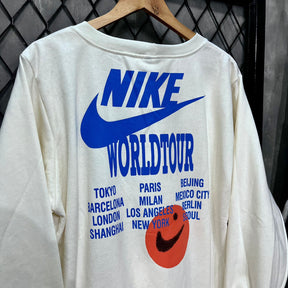 NIKE
WORLDTOUR
TOKYO PARIS BEIJING
BARCELONA MILAN MEXICO CITY
LONDON LOS ANGELES BERLIN
SHANGHAI NEW YORK SEOUL